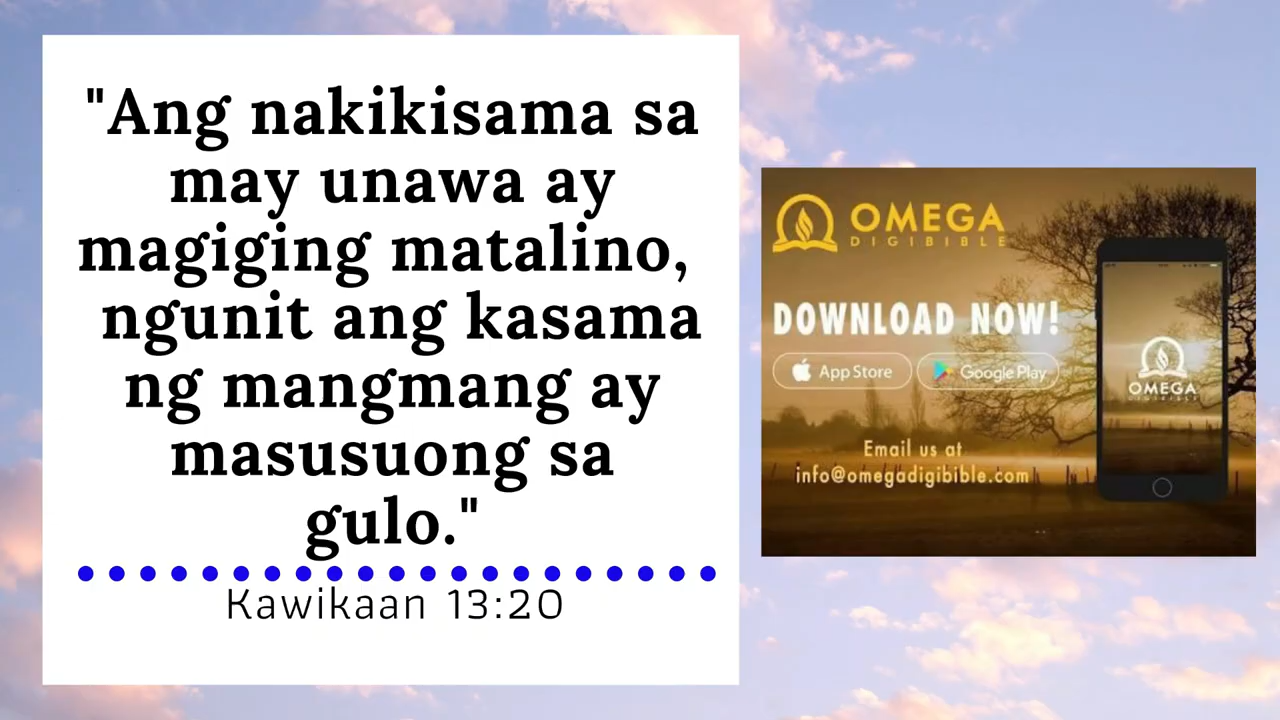 "Ang nakikisama sa
may unawa ay
magiging matalino,
ngunit ang kasama
ng mangmang ay
masusuong sa
gulo."
Kawikaan 13:20
OMEGA
DIGIBIBLE
DOWNLOAD NOW!
App Store
Google Play
Email us at
info@omegadigibible.com
OMEGA
DIGIBIBLE